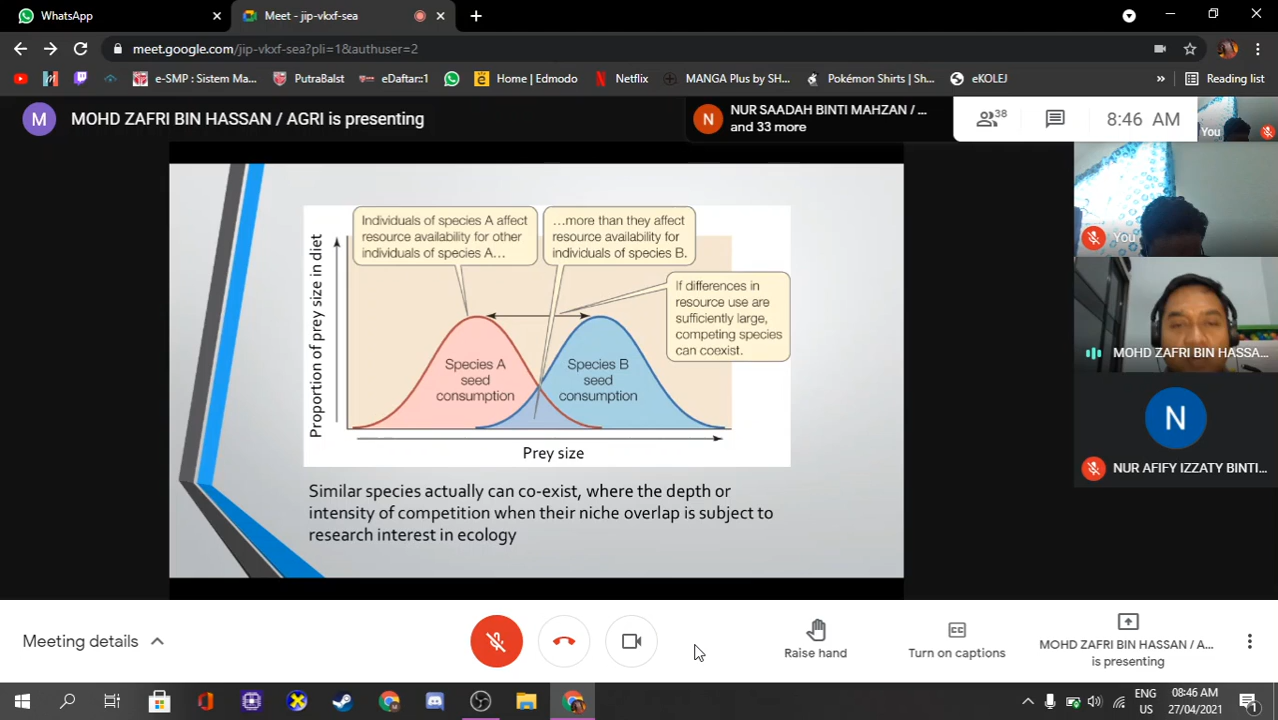 WhatsApp
Meet - jip-vkxf-sea
meet.google.com/jip-vkxf-sea?pli=1&authuser=2
e-SMP : Sistem Ma...
PutraBalst
eDaftar:1
Home | Edmodo
Netflix
MANGA Plus by SH...
Pokémon Shirts | Sh...
eKOLEJ
»
Reading list
M
MOHD ZAFRI BIN HASSAN / AGRI is presenting
N
NUR SAADAH BINTI MAHZAN / ...
and 33 more
38
8:46 AM
You
You
MOHD ZAFRI BIN HASSA...
N
NUR AFIFY IZZATY BINTI...
Individuals of species A affect
resource availability for other
individuals of species A...
...more than they affect
resource availability for
individuals of species B.
If differences in
resource use are
sufficiently large,
competing species
can coexist.
Proportion of prey size in diet
Species A
seed
consumption
Species B
seed
consumption
Prey size
Similar species actually can co-exist, where the depth or
intensity of competition when their niche overlap is subject to
research interest in ecology
Meeting details
Raise hand
Turn on captions
MOHD ZAFRI BIN HASSAN / A...
is presenting
ENG
US
08:46 AM
27/04/2021
1